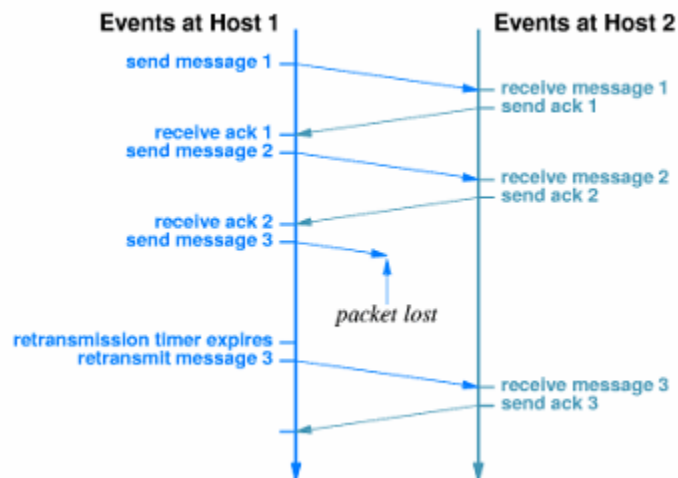 Events at Host 1
Events at Host 2
send message 1
receive message 1
send ack 1
receive ack 1
send message 2
receive message 2
send ack 2
receive ack 2
send message 3
packet lost
retransmission timer expires
retransmit message 3
receive message 3
send ack 3